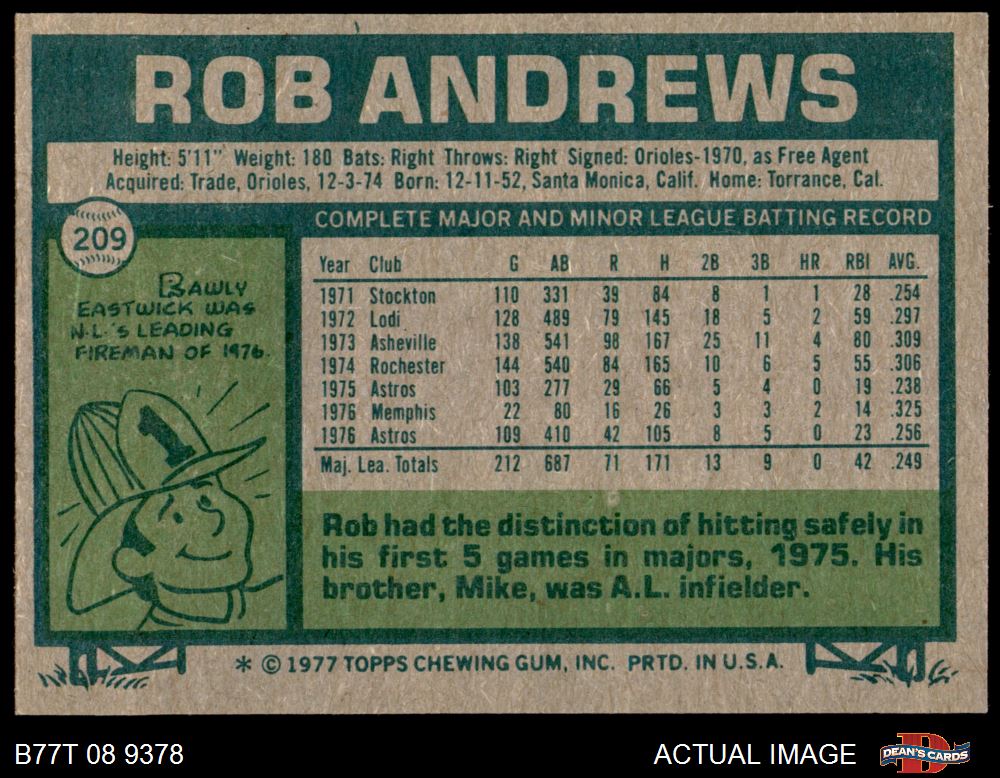 ROB ANDREWS
Height: 5'11" Weight: 180 Bats: Right Throws: Right Signed: Orioles-1970, as Free Agent
Acquired: Trade, Orioles, 12-3-74 Born: 12-11-52, Santa Monica, Calif. Home: Torrance, Cal.
209
RAWLY
EASTWICK WAS
N.L.'S LEADING
FIREMAN OF 1976.
1
COMPLETE MAJOR AND MINOR LEAGUE BATTING RECORD
Year Club G AB R H 2B 3B HR RBI AVG.
1971 Stockton 110 331 39 84 8 1 1 28 .254
1972 Lodi 128 489 79 145 18 5 2 59 .297
1973 Asheville 138 541 98 167 25 11 4 80 .309
1974 Rochester 144 540 84 165 10 6 5 55 .306
1975 Astros 103 277 29 66 5 4 0 19 .238
1976 Memphis 22 80 16 26 3 3 2 14 .325
1976 Astros 109 410 42 105 8 5 0 23 .256
Maj. Lea. Totals 212 687 71 171 13 9 0 42 .249
Rob had the distinction of hitting safely in
his first 5 games in majors, 1975. His
brother, Mike, was A.L. infielder.
* © 1977 TOPPS CHEWING GUM, INC. PRTD. IN U.S.A.
B77T 08 9378
ACTUAL IMAGE
D
DEAN'S CARDS